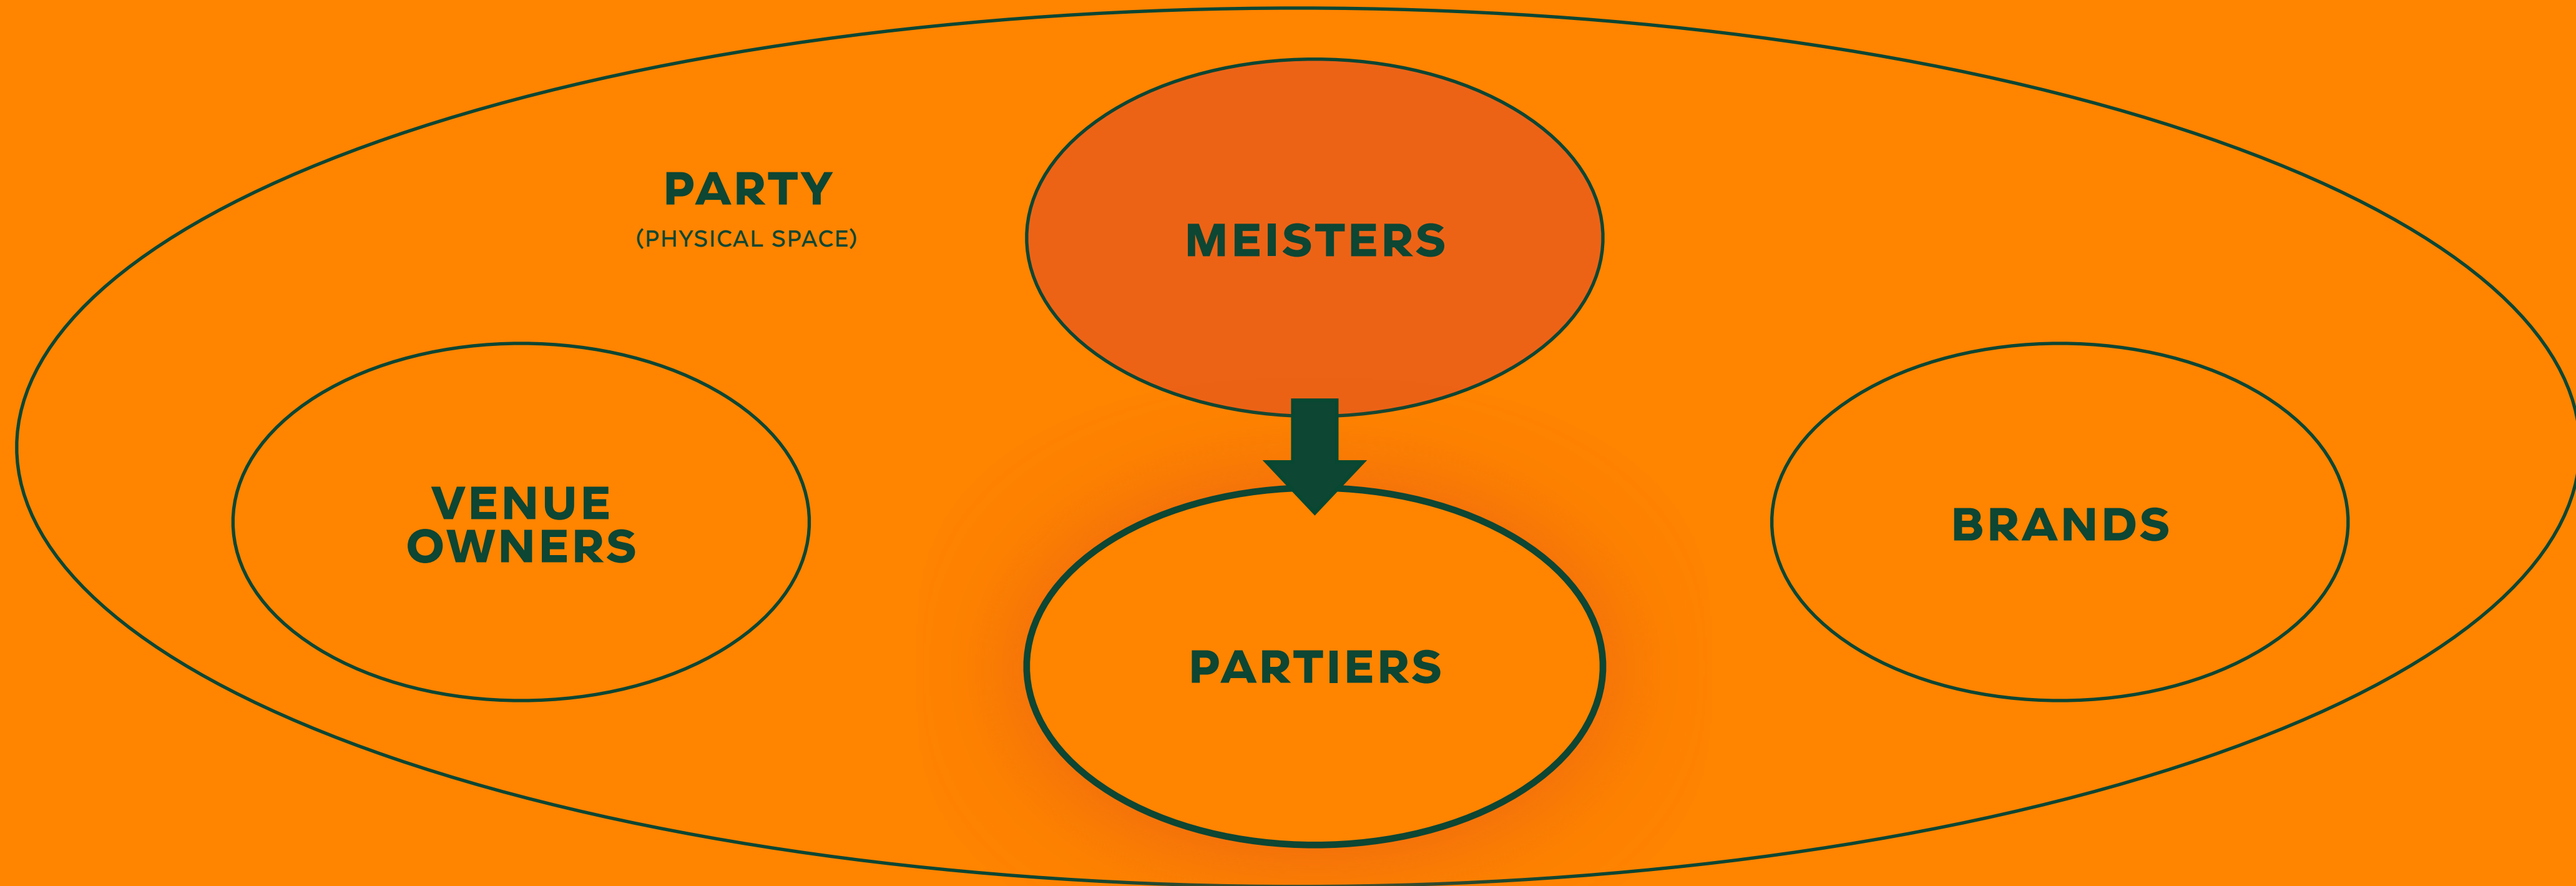 PARTY
(PHYSICAL SPACE)
MEISTERS
VENUE
OWNERS
BRANDS
PARTIERS